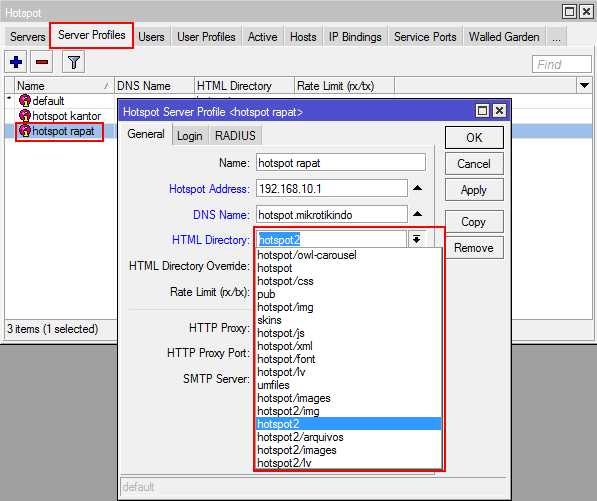 Hotspot
Servers Server Profiles Users User Profiles Active Hosts IP Bindings Service Ports Walled Garden ...
Find
Name DNS Name HTML Directory Rate Limit (rx/tx)
* default
hotspot kantor
hotspot rapat
3 items (1 selected)
Hotspot Server Profile <hotspot rapat>
General Login RADIUS
Name: hotspot rapat
Hotspot Address: 192.168.10.1
DNS Name: hotspot.mikrotikindo
HTML Directory: hotspot2
HTML Directory Override:
Rate Limit (rx/tx):
HTTP Proxy:
HTTP Proxy Port:
SMTP Server:
hotspot/owl-carousel
hotspot
hotspot/css
pub
hotspot/img
skins
hotspot/js
hotspot/xml
hotspot/font
hotspot/lv
umfiles
hotspot/images
hotspot2/img
hotspot2
hotspot2/arquivos
hotspot2/images
hotspot2/lv
OK
Cancel
Apply
Copy
Remove
default